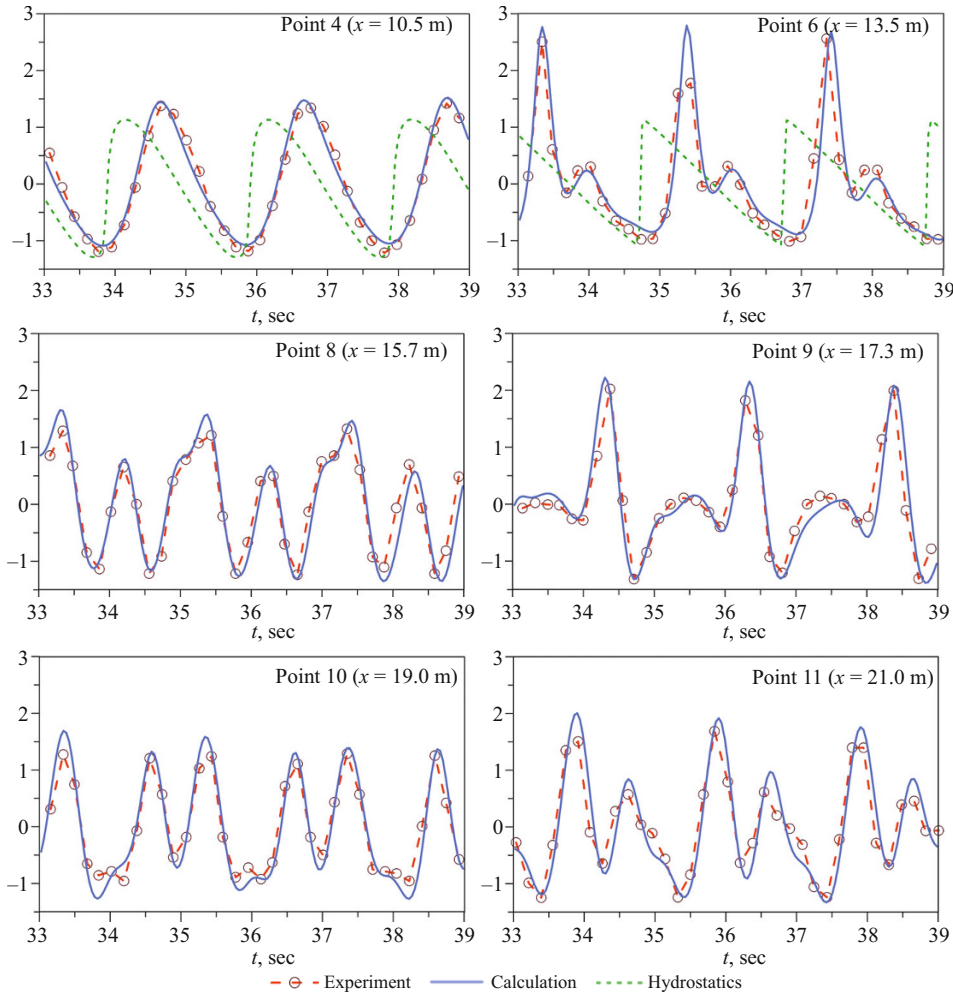 Point 4 (x = 10.5 m)
3
2
1
0
−1
33 34 35 36 37 38 39
t, sec
Point 6 (x = 13.5 m)
3
2
1
0
−1
33 34 35 36 37 38 39
t, sec
Point 8 (x = 15.7 m)
3
2
1
0
−1
33 34 35 36 37 38 39
t, sec
Point 9 (x = 17.3 m)
3
2
1
0
−1
33 34 35 36 37 38 39
t, sec
Point 10 (x = 19.0 m)
3
2
1
0
−1
33 34 35 36 37 38 39
t, sec
Point 11 (x = 21.0 m)
3
2
1
0
−1
33 34 35 36 37 38 39
t, sec
Experiment Calculation Hydrostatics